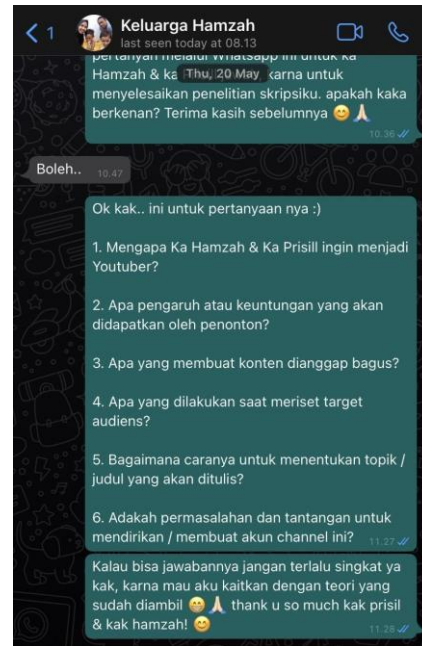 1
Keluarga Hamzah
last seen today at 08.13
pertanyan melalui Whatsapp ini untuk ka
Hamzah & ka
Thu, 20 May
karna untuk
menyelesaikan penelitian skripsiku. apakah kaka
berkenan? Terima kasih sebelumnya 😊🙏🏻
10.36
Boleh..
10.47
Ok kak.. ini untuk pertanyaan nya :)
1. Mengapa Ka Hamzah & Ka Prisill ingin menjadi
Youtuber?
2. Apa pengaruh atau keuntungan yang akan
didapatkan oleh penonton?
3. Apa yang membuat konten dianggap bagus?
4. Apa yang dilakukan saat meriset target
audiens?
5. Bagaimana caranya untuk menentukan topik /
judul yang akan ditulis?
6. Adakah permasalahan dan tantangan untuk
mendirikan / membuat akun channel ini?
11.27
Kalau bisa jawabannya jangan terlalu singkat ya
kak, karna mau aku kaitkan dengan teori yang
sudah diambil 😁🙏🏻 thank u so much kak prisil
& kak hamzah! 😊
11.28